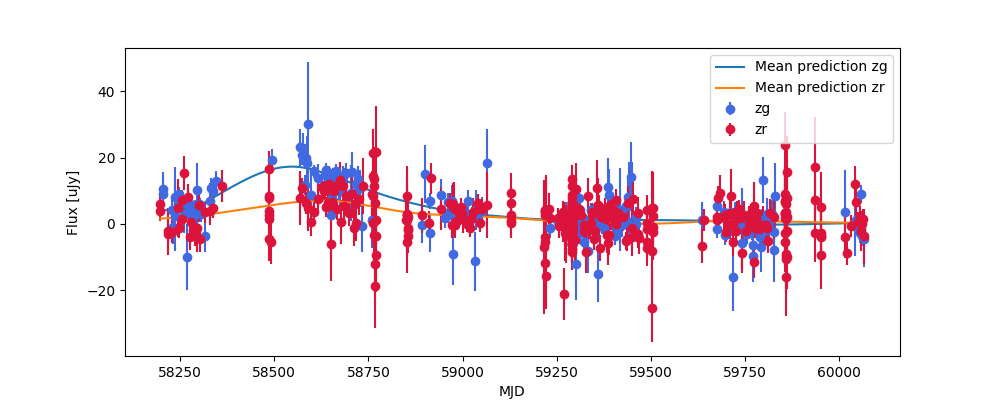 Mean prediction zg
Mean prediction zr
zg
zr
40
20
0
−20
Flux [uJy]
58250 58500 58750 59000 59250 59500 59750 60000
MJD